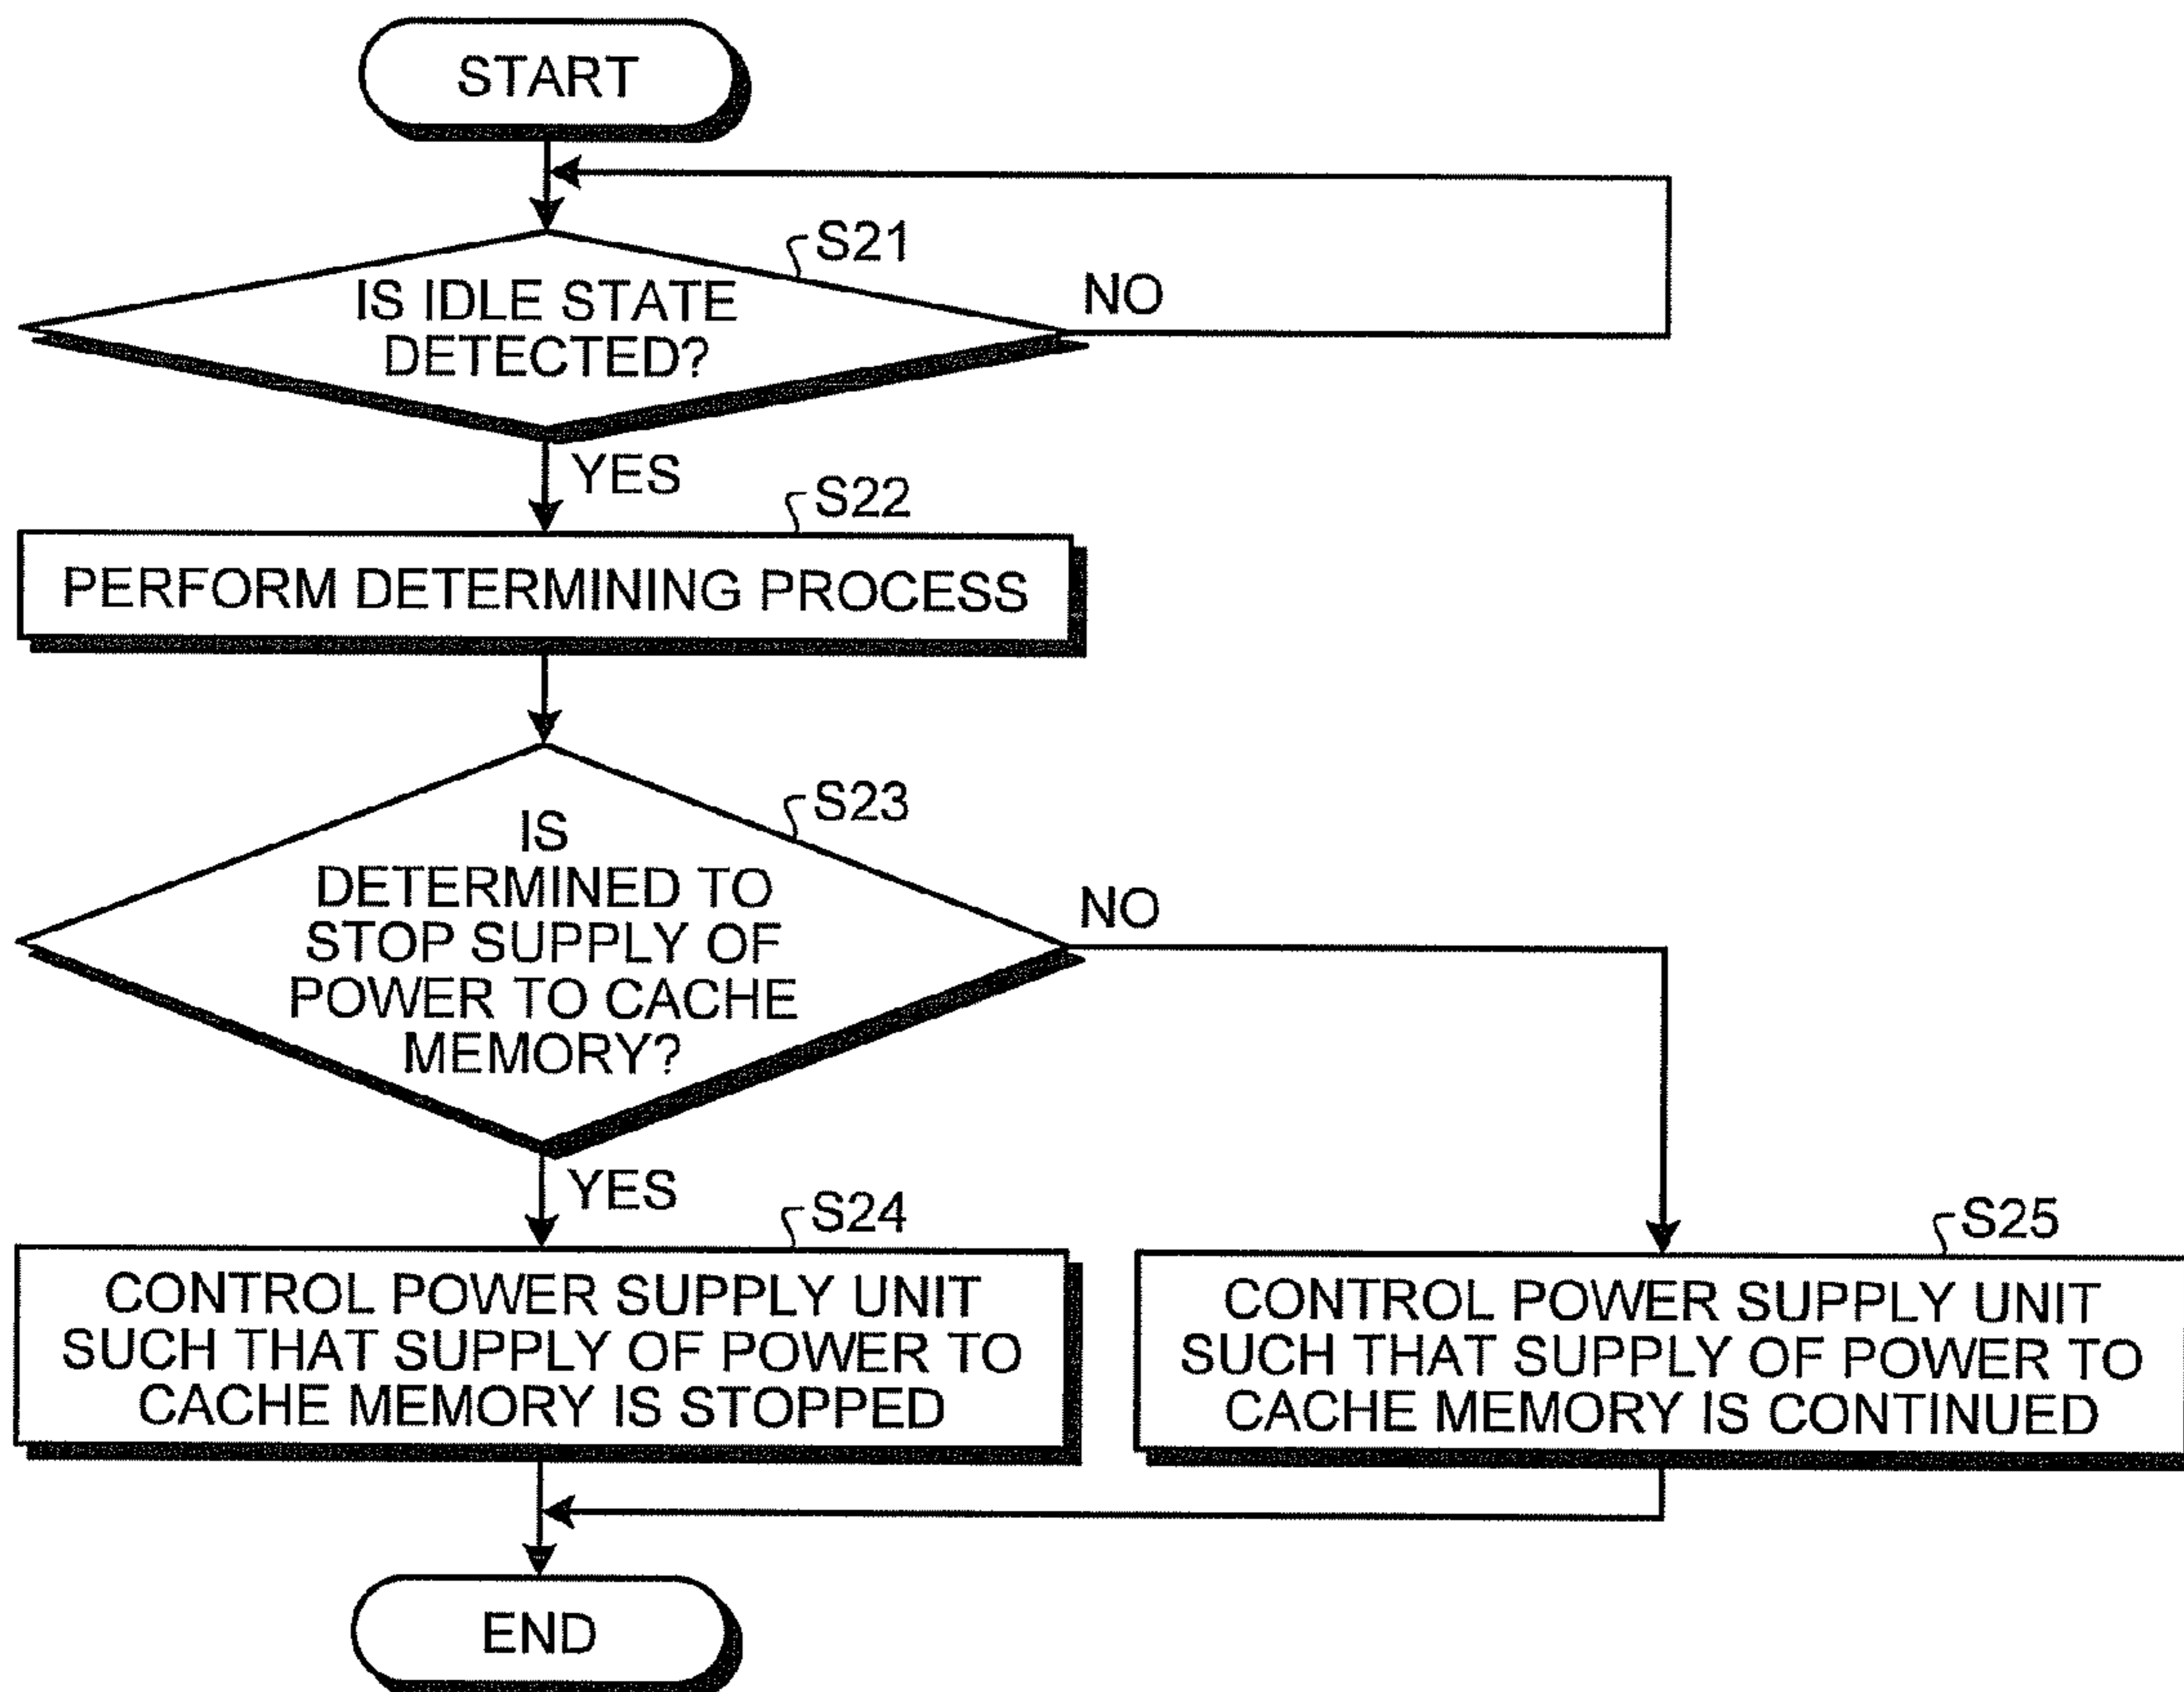 START
S21
IS IDLE STATE
DETECTED?
NO
YES
S22
PERFORM DETERMINING PROCESS
S23
IS
DETERMINED TO
STOP SUPPLY OF
POWER TO CACHE
MEMORY?
NO
YES
S24
CONTROL POWER SUPPLY UNIT
SUCH THAT SUPPLY OF POWER TO
CACHE MEMORY IS STOPPED
S25
CONTROL POWER SUPPLY UNIT
SUCH THAT SUPPLY OF POWER TO
CACHE MEMORY IS CONTINUED
END